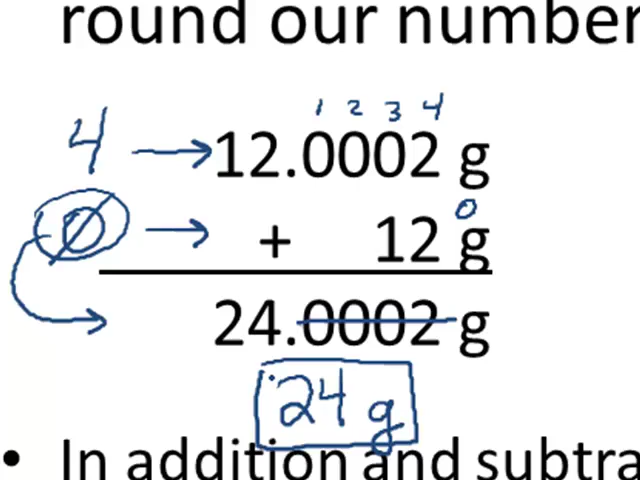 round our number
1 2 3 4
4 → 12.0002 g
0
0 → + 12 g
24.0002 g
24 g
• In addition and subtra